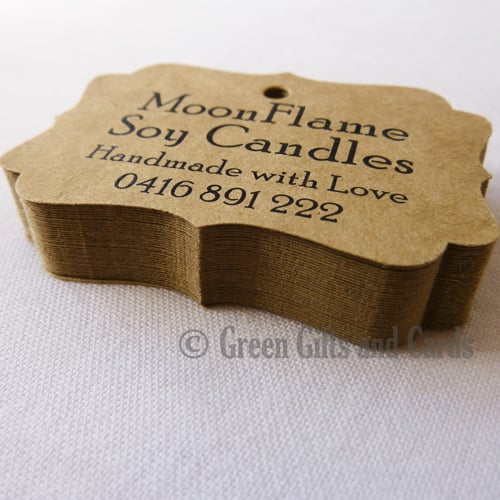 MoonFlame
Soy Candles
Handmade with Love
0416 891 222
© Green Gifts and Cards